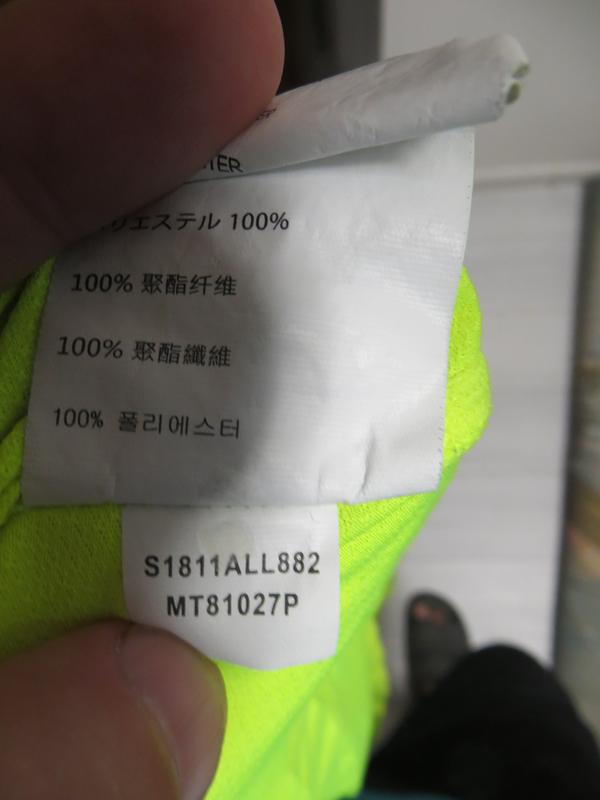 TER
リエステル 100%
100% 聚酯纤维
100% 聚酯纖維
100% 폴리에스터
S1811ALL882
MT81027P